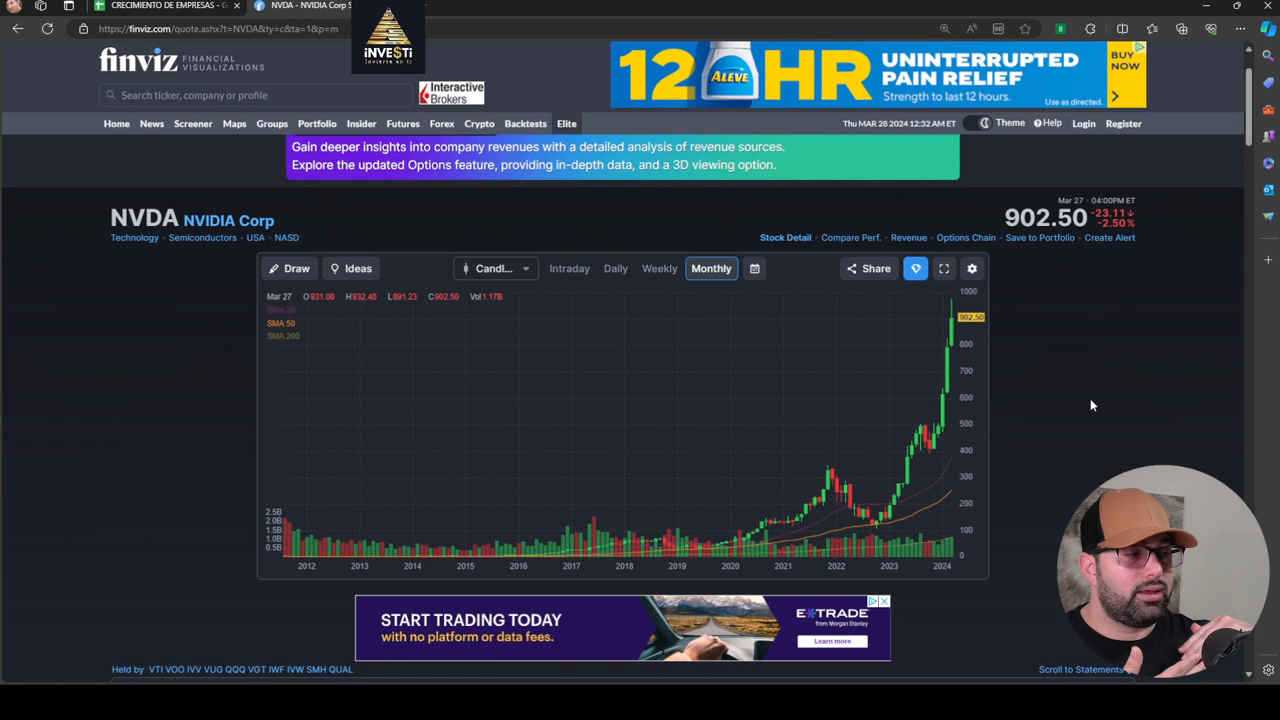 CRECIMIENTO DE EMPRESAS - G
NVDA - NVIDIA Corp S
https://finviz.com/quote.ashx?t=NVDA&ty=c&ta=1&p=m
iNVE$Ti
Invierte en ti
finviz FINANCIAL VISUALIZATIONS
Search ticker, company or profile
Interactive Brokers
12 HR
ALEVE
UNINTERRUPTED
PAIN RELIEF
Strength to last 12 hours.
Use as directed.
BUY NOW
Home News Screener Maps Groups Portfolio Insider Futures Forex Crypto Backtests Elite
Thu MAR 28 2024 12:32 AM ET Theme Help Login Register
Gain deeper insights into company revenues with a detailed analysis of revenue sources.
Explore the updated Options feature, providing in-depth data, and a 3D viewing option.
Mar 27 · 04:00PM ET
NVDA NVIDIA Corp
902.50 -23.11
-2.50%
Technology · Semiconductors · USA · NASD
Stock Detail · Compare Perf. · Revenue · Options Chain · Save to Portfolio · Create Alert
Draw Ideas Candl... Intraday Daily Weekly Monthly Share
Mar 27 O931.00 H932.40 L891.23 C902.50 Vol1.17B
SMA 20
SMA 50
SMA 200
1000
902.50
800
700
600
500
400
300
200
100
0
2.5B
2.0B
1.5B
1.0B
0.5B
2012 2013 2014 2015 2016 2017 2018 2019 2020 2021 2022 2023 2024
START TRADING TODAY
with no platform or data fees.
E*TRADE
from Morgan Stanley
Learn more
Held by VTI VOO IVV VUG QQQ VGT IWF IVW SMH QUAL
Scroll to Statements